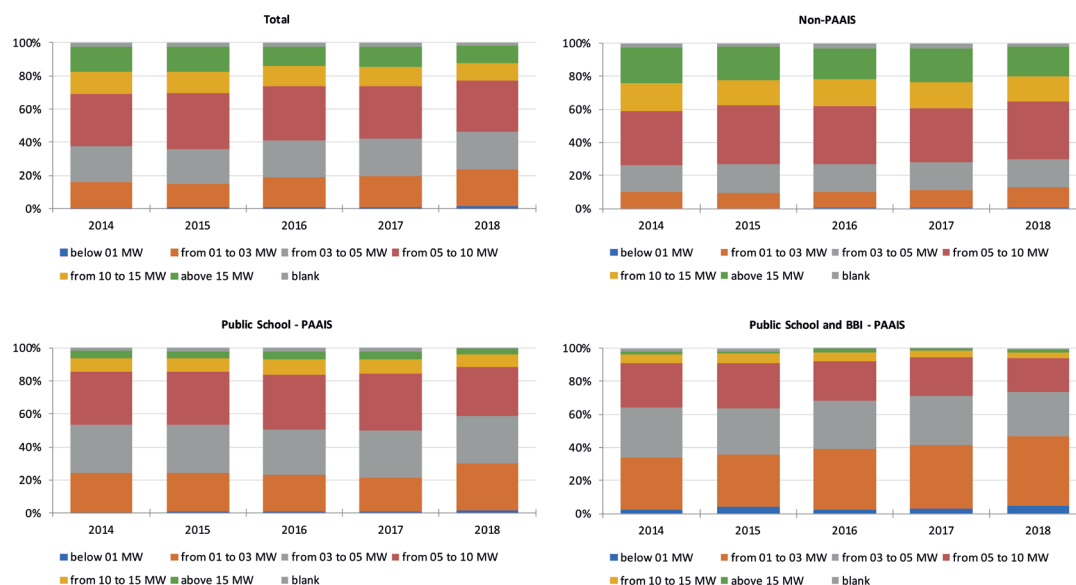 Total
100%
80%
60%
40%
20%
0%
2014 2015 2016 2017 2018
below 01 MW from 01 to 03 MW from 03 to 05 MW from 05 to 10 MW
from 10 to 15 MW above 15 MW blank
Non-PAAIS
100%
80%
60%
40%
20%
0%
2014 2015 2016 2017 2018
below 01 MW from 01 to 03 MW from 03 to 05 MW from 05 to 10 MW
from 10 to 15 MW above 15 MW blank
Public School - PAAIS
100%
80%
60%
40%
20%
0%
2014 2015 2016 2017 2018
below 01 MW from 01 to 03 MW from 03 to 05 MW from 05 to 10 MW
from 10 to 15 MW above 15 MW blank
Public School and BBI - PAAIS
100%
80%
60%
40%
20%
0%
2014 2015 2016 2017 2018
below 01 MW from 01 to 03 MW from 03 to 05 MW from 05 to 10 MW
from 10 to 15 MW above 15 MW blank